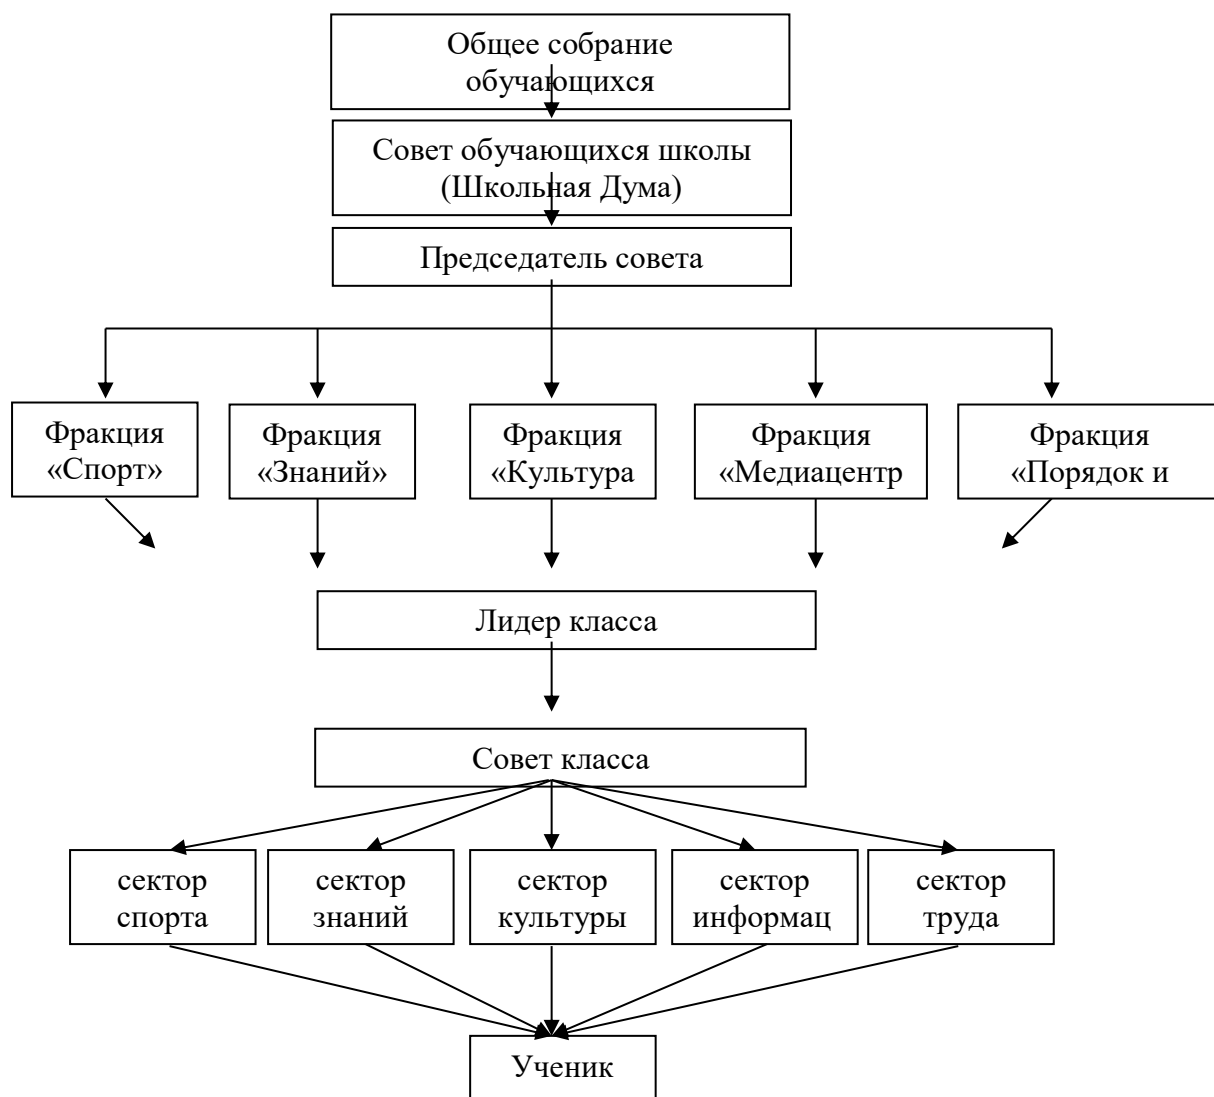 Общее собрание
обучающихся
Совет обучающихся школы
(Школьная Дума)
Председатель совета
Фракция
«Спорт»
Фракция
«Знаний»
Фракция
«Культура
Фракция
«Медиацентр
Фракция
«Порядок и
Лидер класса
Совет класса
сектор
спорта
сектор
знаний
сектор
культуры
сектор
информац
сектор
труда
Ученик